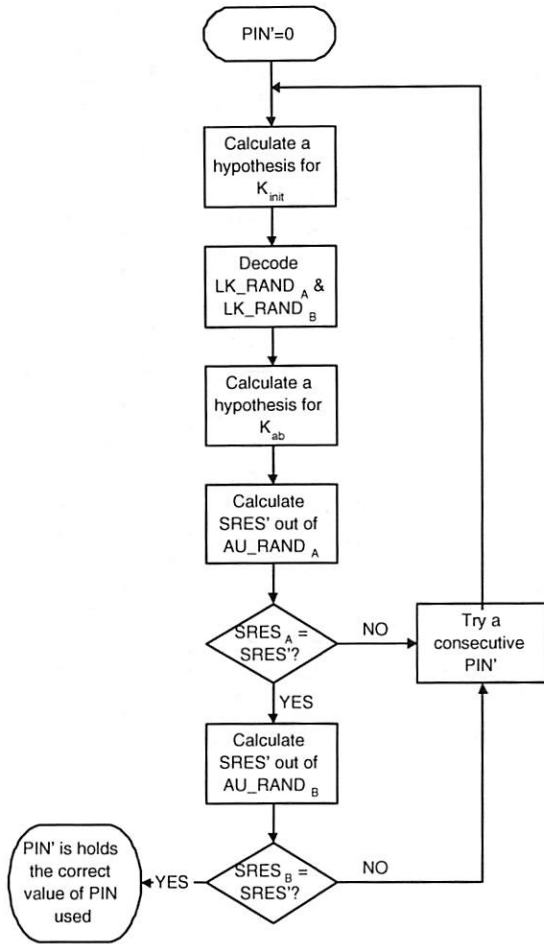 PIN'=0
Calculate a
hypothesis for
K init
Decode
LK_RAND A &
LK_RAND B
Calculate a
hypothesis for
K ab
Calculate
SRES' out of
AU_RAND A
SRES A =
SRES'?
NO
Try a
consecutive
PIN'
YES
Calculate
SRES' out of
AU_RAND B
SRES B =
SRES'?
NO
YES
PIN' is holds
the correct
value of PIN
used